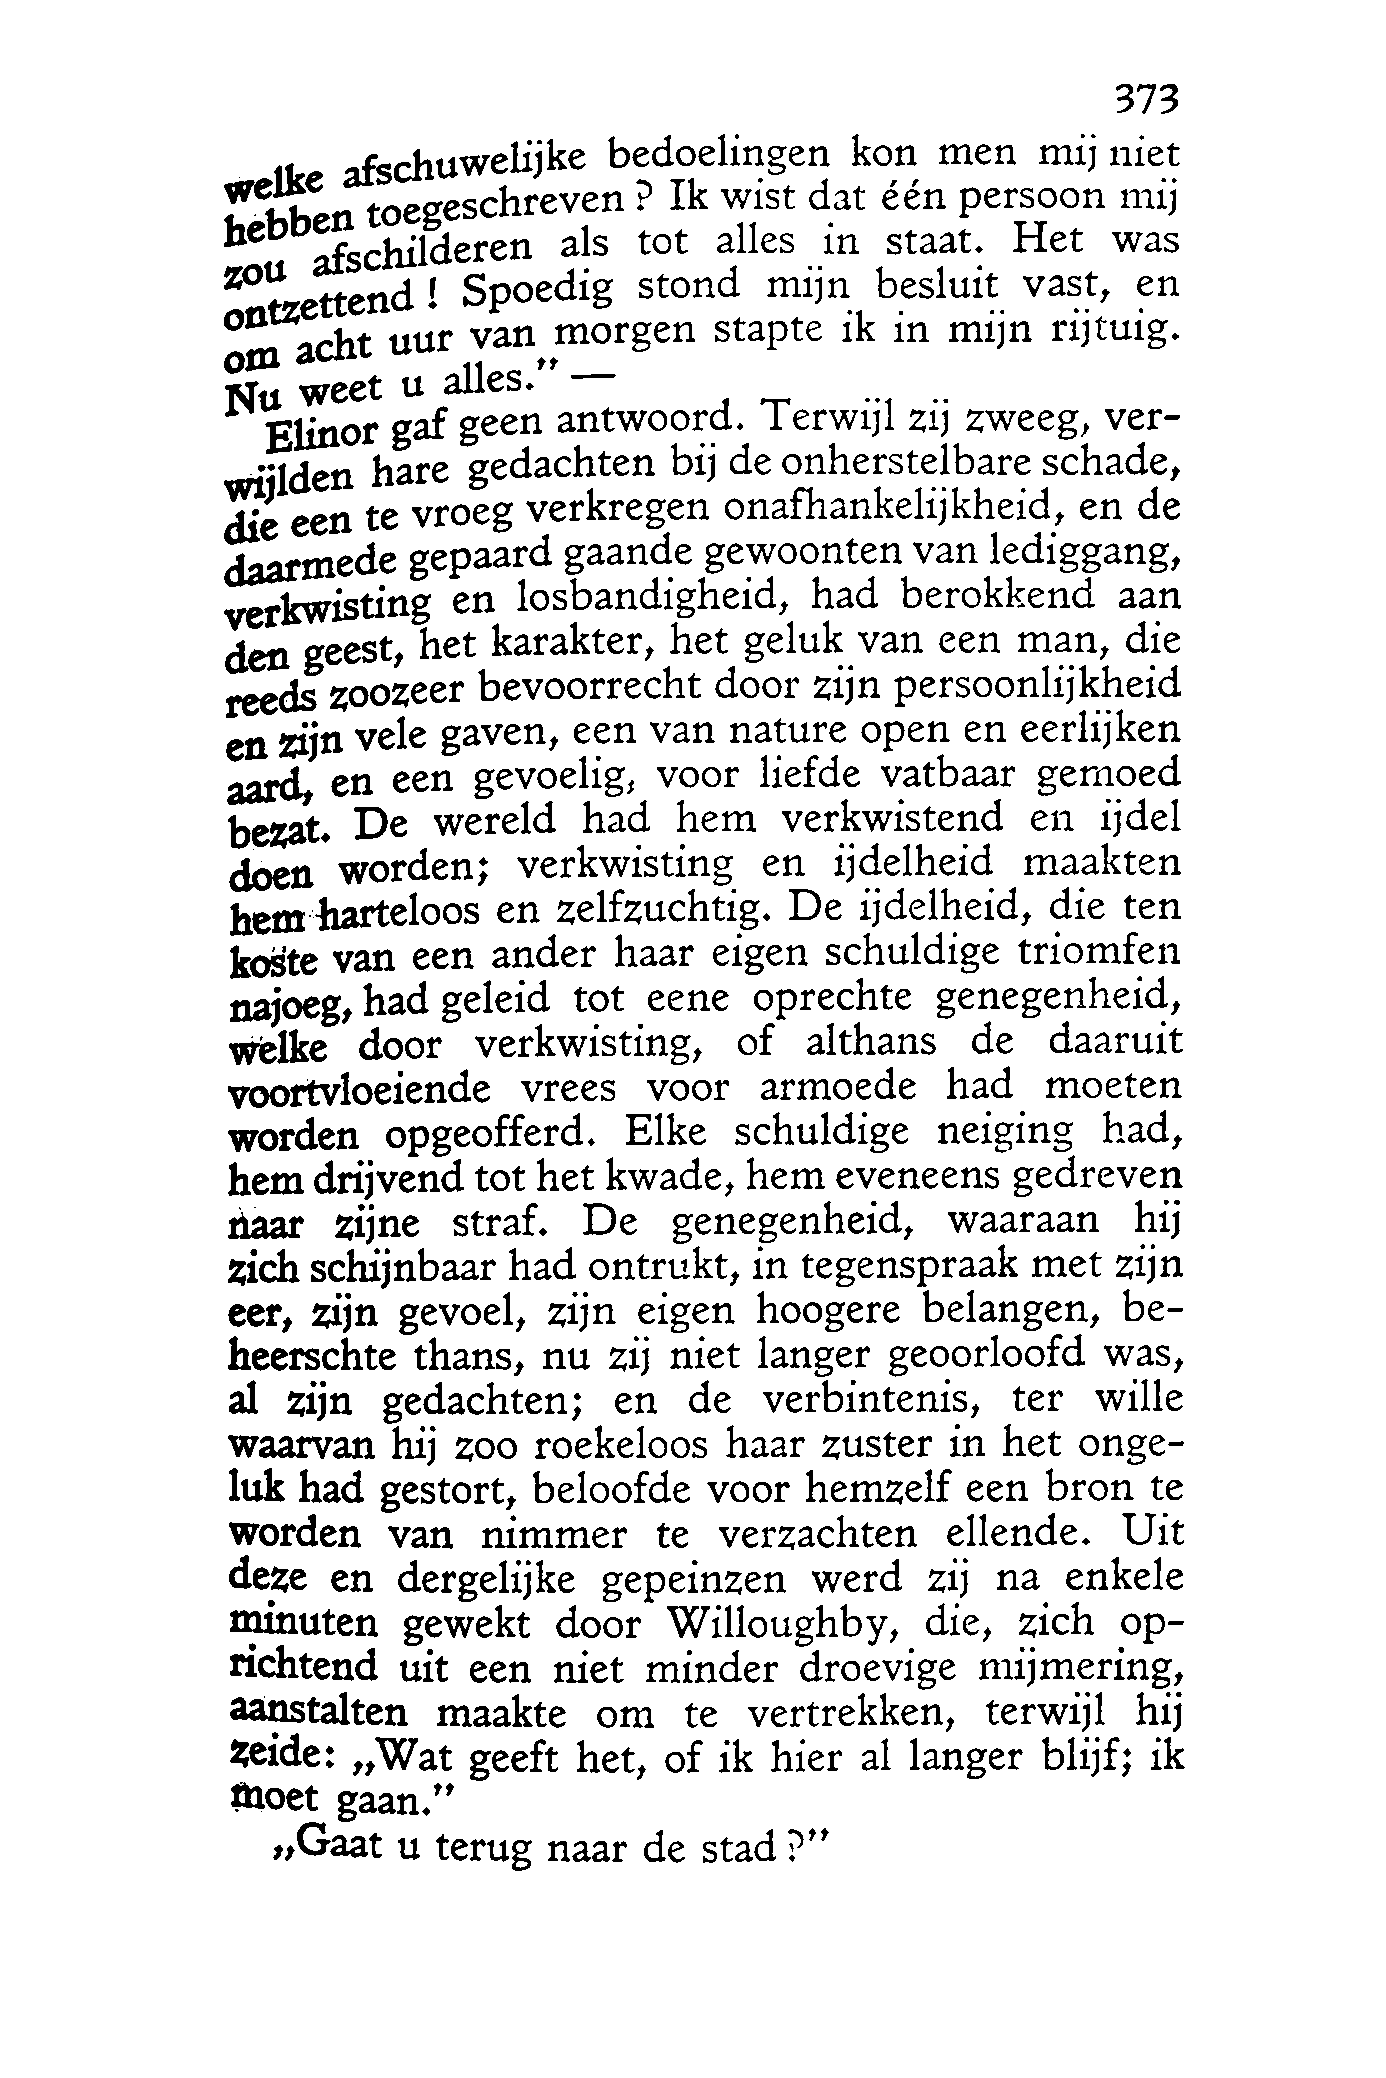 373
welke afschuwelijke bedoelingen kon men mij niet
hebben toegeschreven ? Ik wist dat één persoon mij
zou afschilderen als tot alles in staat. Het was
ontzettend ! Spoedig stond mijn besluit vast, en
om acht uur van morgen stapte ik in mijn rijtuig.
Nu weet u alles.” —
Elinor gaf geen antwoord. Terwijl zij zweeg, ver-
wijlden hare gedachten bij de onherstelbare schade,
die een te vroeg verkregen onafhankelijkheid, en de
daarmede gepaard gaande gewoonten van lediggang,
verkwisting en losbandigheid, had berokkend aan
den geest, het karakter, het geluk van een man, die
reeds zoozeer bevoorrecht door zijn persoonlijkheid
en zijn vele gaven, een van nature open en eerlijken
aard, en een gevoelig, voor liefde vatbaar gemoed
bezat. De wereld had hem verkwistend en ijdel
doen worden; verkwisting en ijdelheid maakten
hem harteloos en zelfzuchtig. De ijdelheid, die ten
koste van een ander haar eigen schuldige triomfen
najoeg, had geleid tot eene oprechte genegenheid,
welke door verkwisting, of althans de daaruit
voortvloeiende vrees voor armoede had moeten
worden opgeofferd. Elke schuldige neiging had,
hem drijvend tot het kwade, hem eveneens gedreven
naar zijne straf. De genegenheid, waaraan hij
zich schijnbaar had ontrukt, in tegenspraak met zijn
eer, zijn gevoel, zijn eigen hoogere belangen, be-
heerschte thans, nu zij niet langer geoorloofd was,
al zijn gedachten; en de verbintenis, ter wille
waarvan hij zoo roekeloos haar zuster in het onge-
luk had gestort, beloofde voor hemzelf een bron te
worden van nimmer te verzachten ellende. Uit
deze en dergelijke gepeinzen werd zij na enkele
minuten gewekt door Willoughby, die, zich op-
richtend uit een niet minder droevige mijmering,
aanstalten maakte om te vertrekken, terwijl hij
zeide: „Wat geeft het, of ik hier al langer blijf; ik
moet gaan.”
„Gaat u terug naar de stad ?”